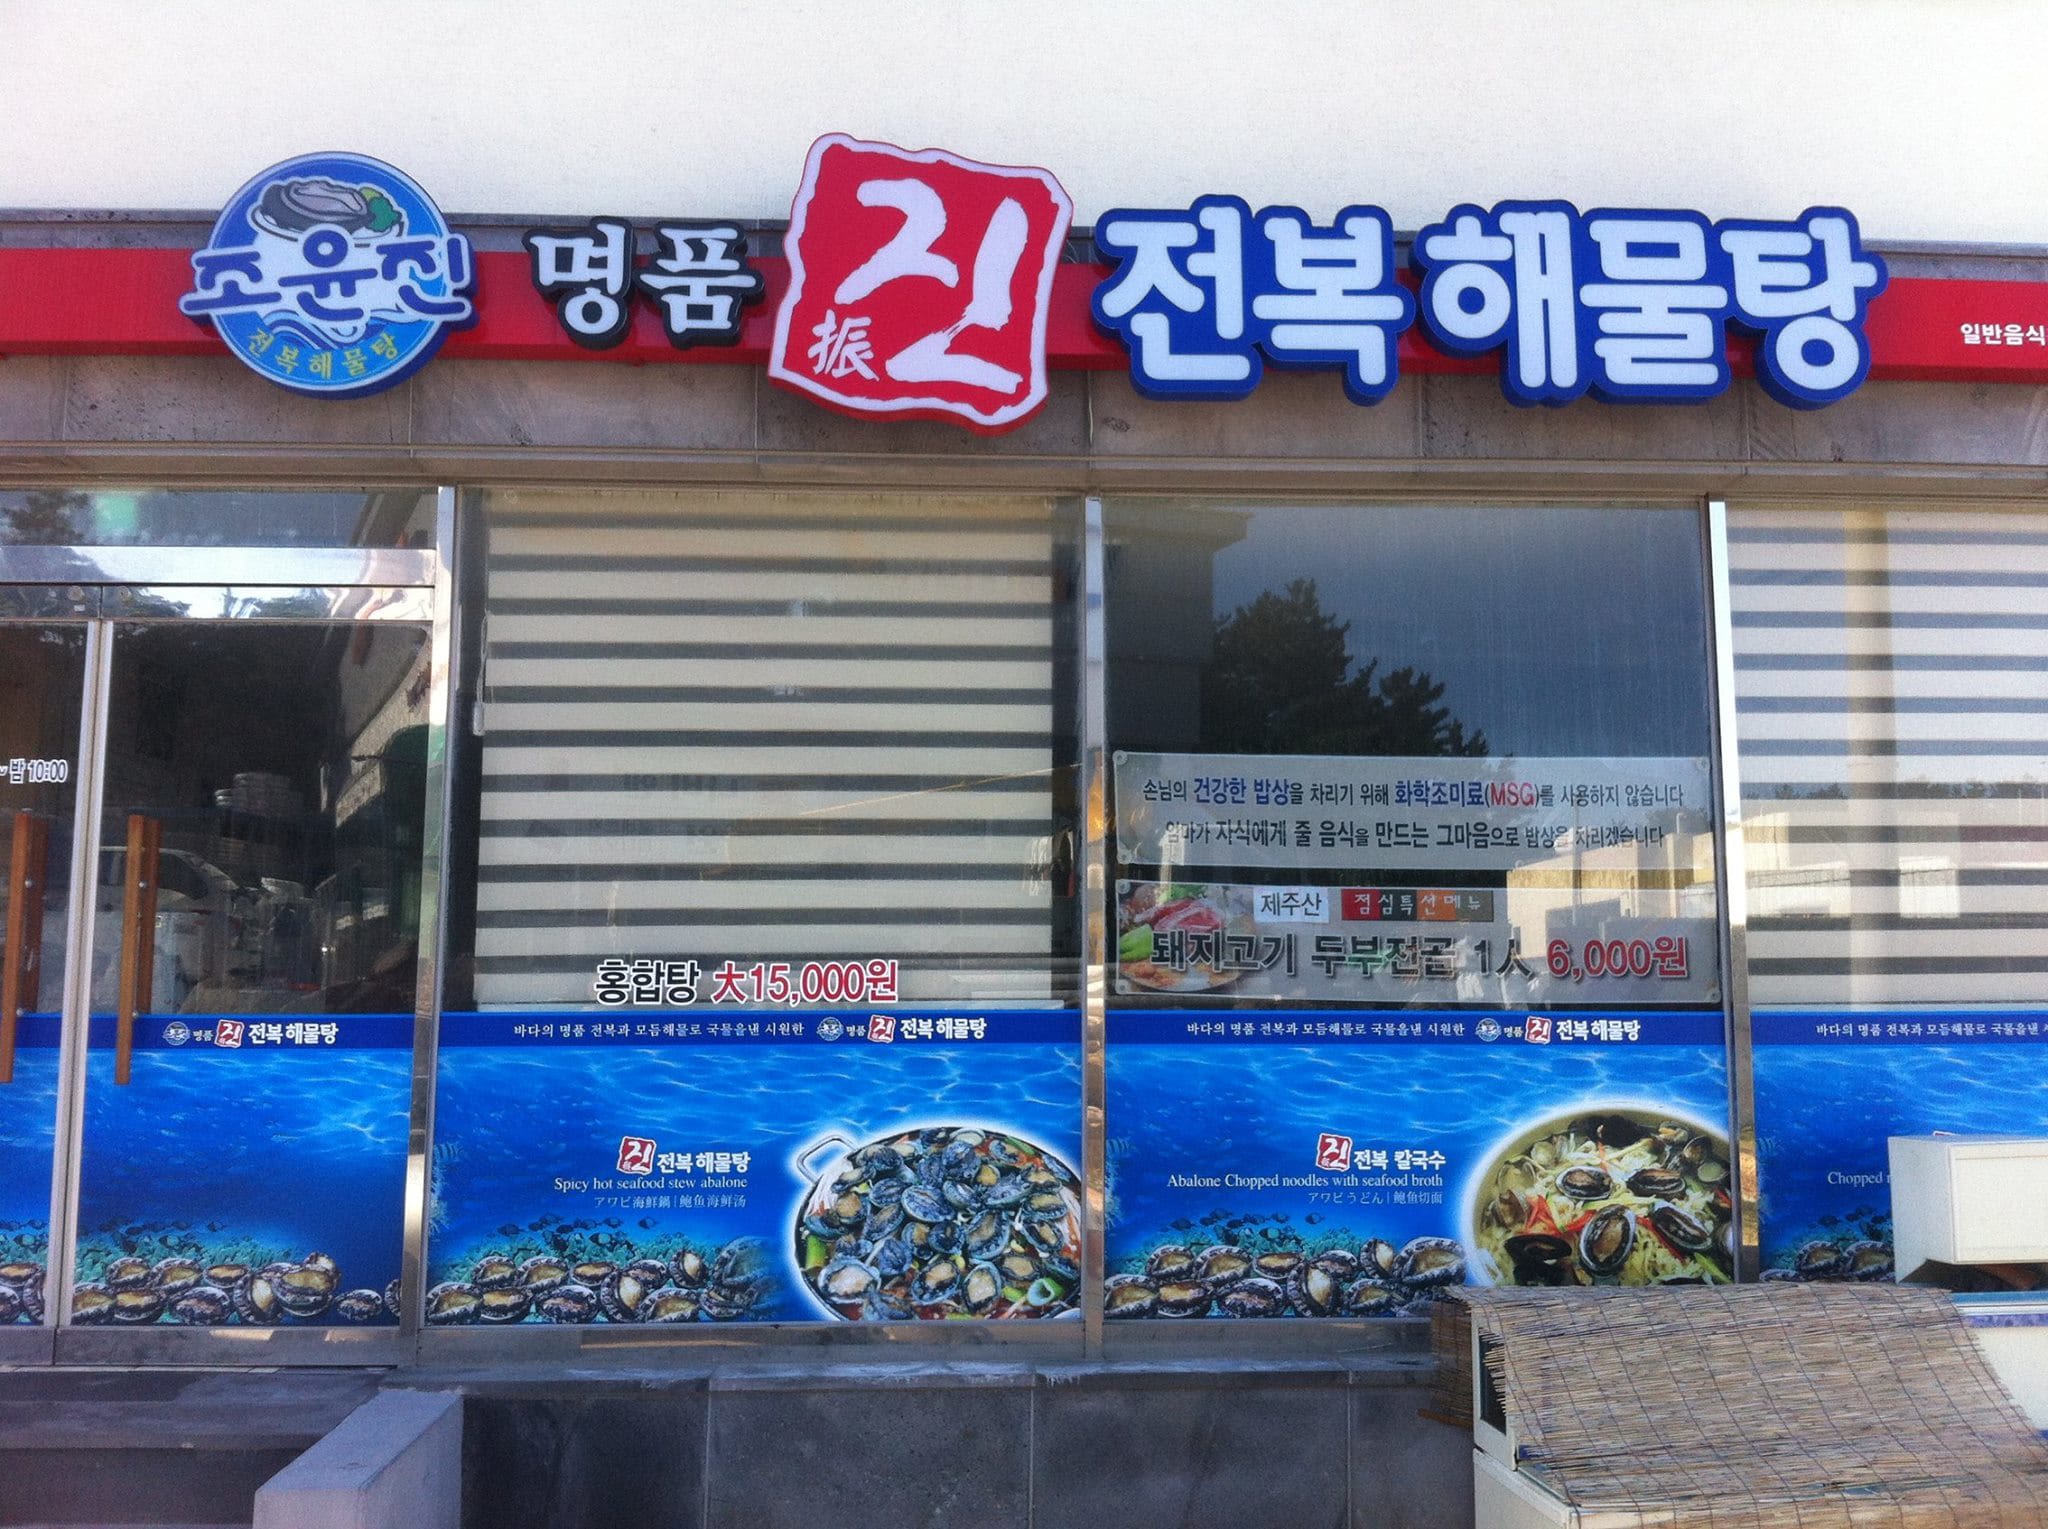 조윤진
전복해물탕
명품 진 振 전복해물탕
일반음식
~ 밤 10:00
손님의 건강한 밥상을 차리기 위해 화학조미료(MSG)를 사용하지 않습니다
엄마가 자식에게 줄 음식을 만드는 그마음으로 밥상을 차리겠습니다
제주산 점심특선메뉴
돼지고기 두부전골 1人 6,000원
홍합탕 大15,000원
명품 진 전복해물탕
바다의 명품 전복과 모듬해물로 국물을낸 시원한 명품 진 전복해물탕
바다의 명품 전복과 모듬해물로 국물을낸 시원한 명품 진 전복해물탕
바다의 명품 전복과 모듬해물로 국물을낸
진 振 전복해물탕
Spicy hot seafood stew abalone
アワビ海鮮鍋 | 鲍鱼海鲜汤
진 振 전복 칼국수
Abalone Chopped noodles with seafood broth
アワビうどん | 鲍鱼切面
Chopped